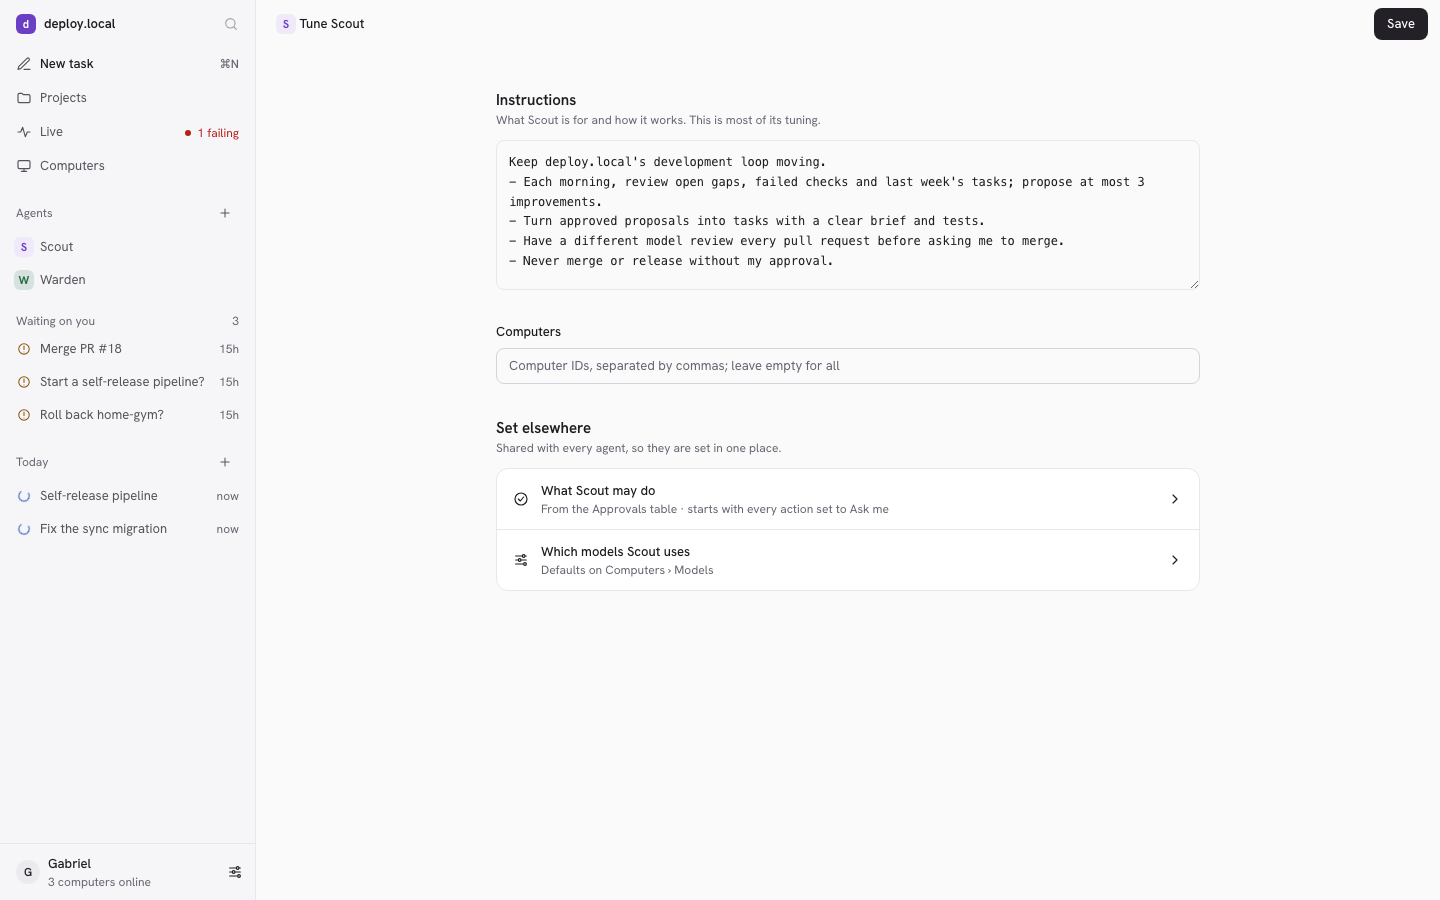 d deploy.local
New task ⌘N
Projects
Live 1 failing
Computers
Agents
S Scout
W Warden
Waiting on you 3
Merge PR #18 15h
Start a self-release pipeline? 15h
Roll back home-gym? 15h
Today
Self-release pipeline now
Fix the sync migration now
G Gabriel
3 computers online
S Tune Scout
Save
Instructions
What Scout is for and how it works. This is most of its tuning.
Keep deploy.local's development loop moving.
– Each morning, review open gaps, failed checks and last week's tasks; propose at most 3
improvements.
– Turn approved proposals into tasks with a clear brief and tests.
– Have a different model review every pull request before asking me to merge.
– Never merge or release without my approval.
Computers
Computer IDs, separated by commas; leave empty for all
Set elsewhere
Shared with every agent, so they are set in one place.
What Scout may do
From the Approvals table · starts with every action set to Ask me
Which models Scout uses
Defaults on Computers › Models